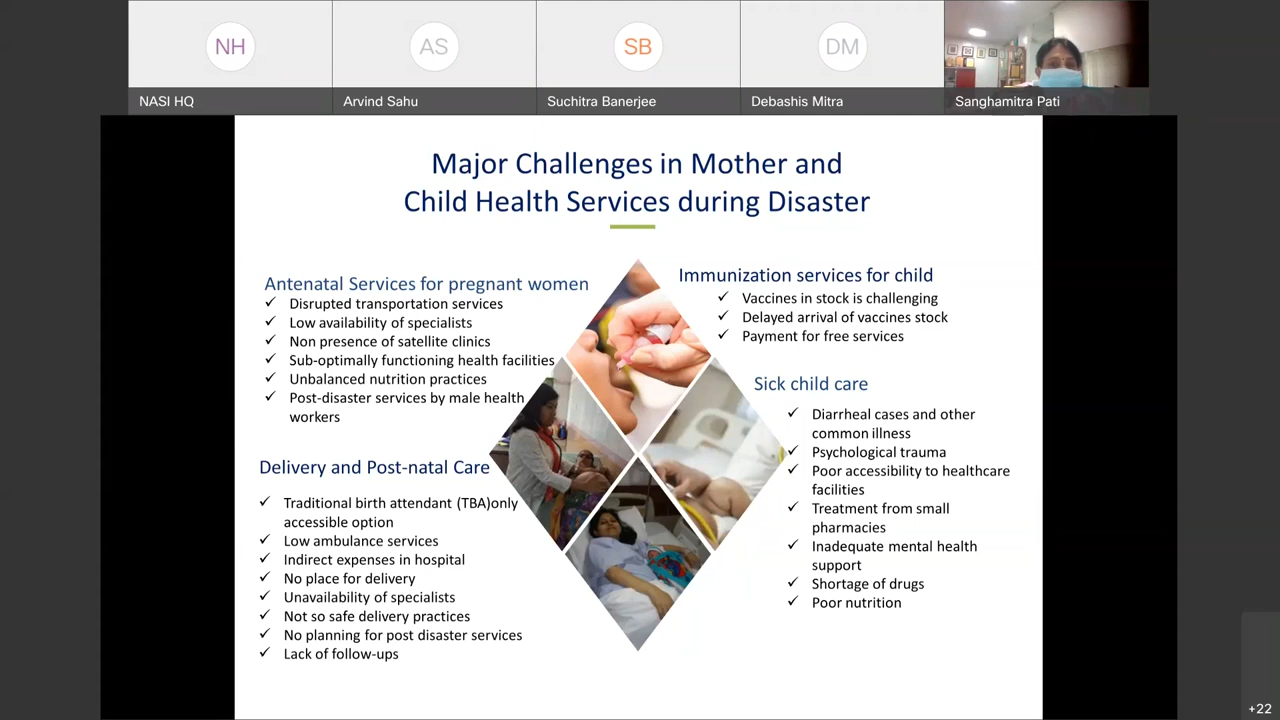 NH
AS
SB
DM
NASI HQ
Arvind Sahu
Suchitra Banerjee
Debashis Mitra
Sanghamitra Pati
Major Challenges in Mother and
Child Health Services during Disaster
Antenatal Services for pregnant women
✓ Disrupted transportation services
✓ Low availability of specialists
✓ Non presence of satellite clinics
✓ Sub-optimally functioning health facilities
✓ Unbalanced nutrition practices
✓ Post-disaster services by male health
workers
Delivery and Post-natal Care
✓ Traditional birth attendant (TBA)only
accessible option
✓ Low ambulance services
✓ Indirect expenses in hospital
✓ No place for delivery
✓ Unavailability of specialists
✓ Not so safe delivery practices
✓ No planning for post disaster services
✓ Lack of follow-ups
Immunization services for child
✓ Vaccines in stock is challenging
✓ Delayed arrival of vaccines stock
✓ Payment for free services
Sick child care
✓ Diarrheal cases and other
common illness
✓ Psychological trauma
✓ Poor accessibility to healthcare
facilities
✓ Treatment from small
pharmacies
✓ Inadequate mental health
support
✓ Shortage of drugs
✓ Poor nutrition
+22